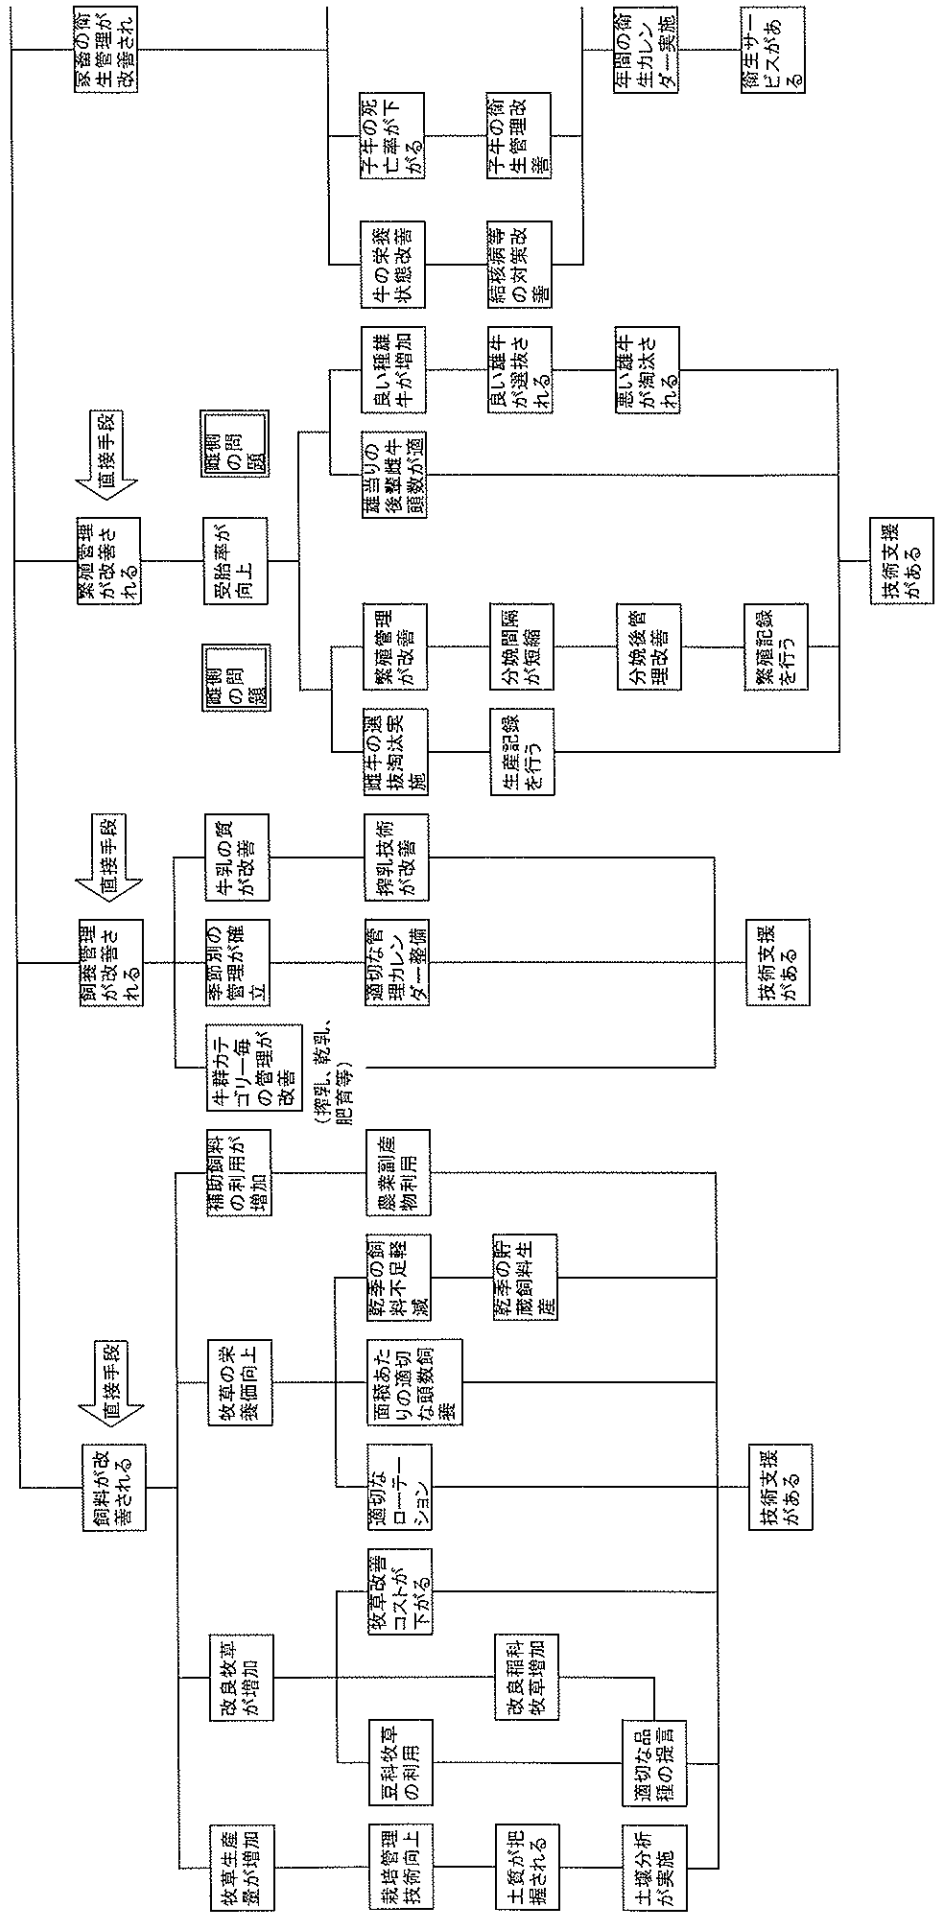 飼料が改
善される
直接手段
牧草生産
量が増加
栽培管理
技術向上
土質が把
握される
土壌分析
が実施
改良牧草
が増加
豆科牧草
の利用
改良稲科
牧草増加
適切な品
種の提言
牧草改善
コストが
下がる
牧草の栄
養価向上
適切な
ローテー
ション
面積あた
りの適切
な頭数飼
養
乾季の飼
料不足軽
減
乾季の貯
蔵飼料生
産
補助飼料
の利用が
増加
農業副産
物利用
技術支援
がある
飼養管理
が改善さ
れる
直接手段
牛群カテ
ゴリー毎
の管理が
改善
(搾乳、乾乳、
肥育等)
季節別の
管理が確
立
適切な管
理カレン
ダー整備
牛乳の質
が改善
搾乳技術
が改善
技術支援
がある
繁殖管理
が改善さ
れる
直接手段
受胎率が
向上
雌側
の問
題
雌側
の問
題
雌牛の選
抜淘汰実
施
生産記録
を行う
繁殖管理
が改善
分娩間隔
が短縮
分娩後管
理改善
繁殖記録
を行う
雄当りの
後輩雌牛
頭数が適
良い種雄
牛が増加
良い雄牛
が選抜さ
れる
悪い雄牛
が淘汰さ
れる
技術支援
がある
家畜の衛
生管理が
改善され
牛の栄養
状態改善
結核病等
の対策改
善
子牛の死
亡率が下
がる
子牛の衛
生管理改
善
年間の衛
生カレン
ダー実施
衛生サー
ビスがあ
る